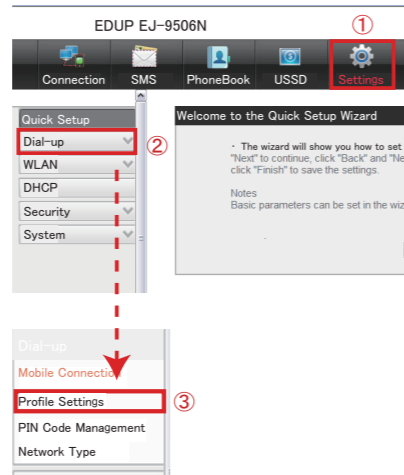 EDUP EJ-9506N
①
Connection SMS PhoneBook USSD Settings
Quick Setup
Dial-up
②
WLAN
DHCP
Security
System
Welcome to the Quick Setup Wizard
· The wizard will show you how to set
"Next" to continue, click "Back" and "Ne
click "Finish" to save the settings.
Notes
Basic parameters can be set in the wiz
Dial-up
Mobile Connection
Profile Settings
③
PIN Code Management
Network Type